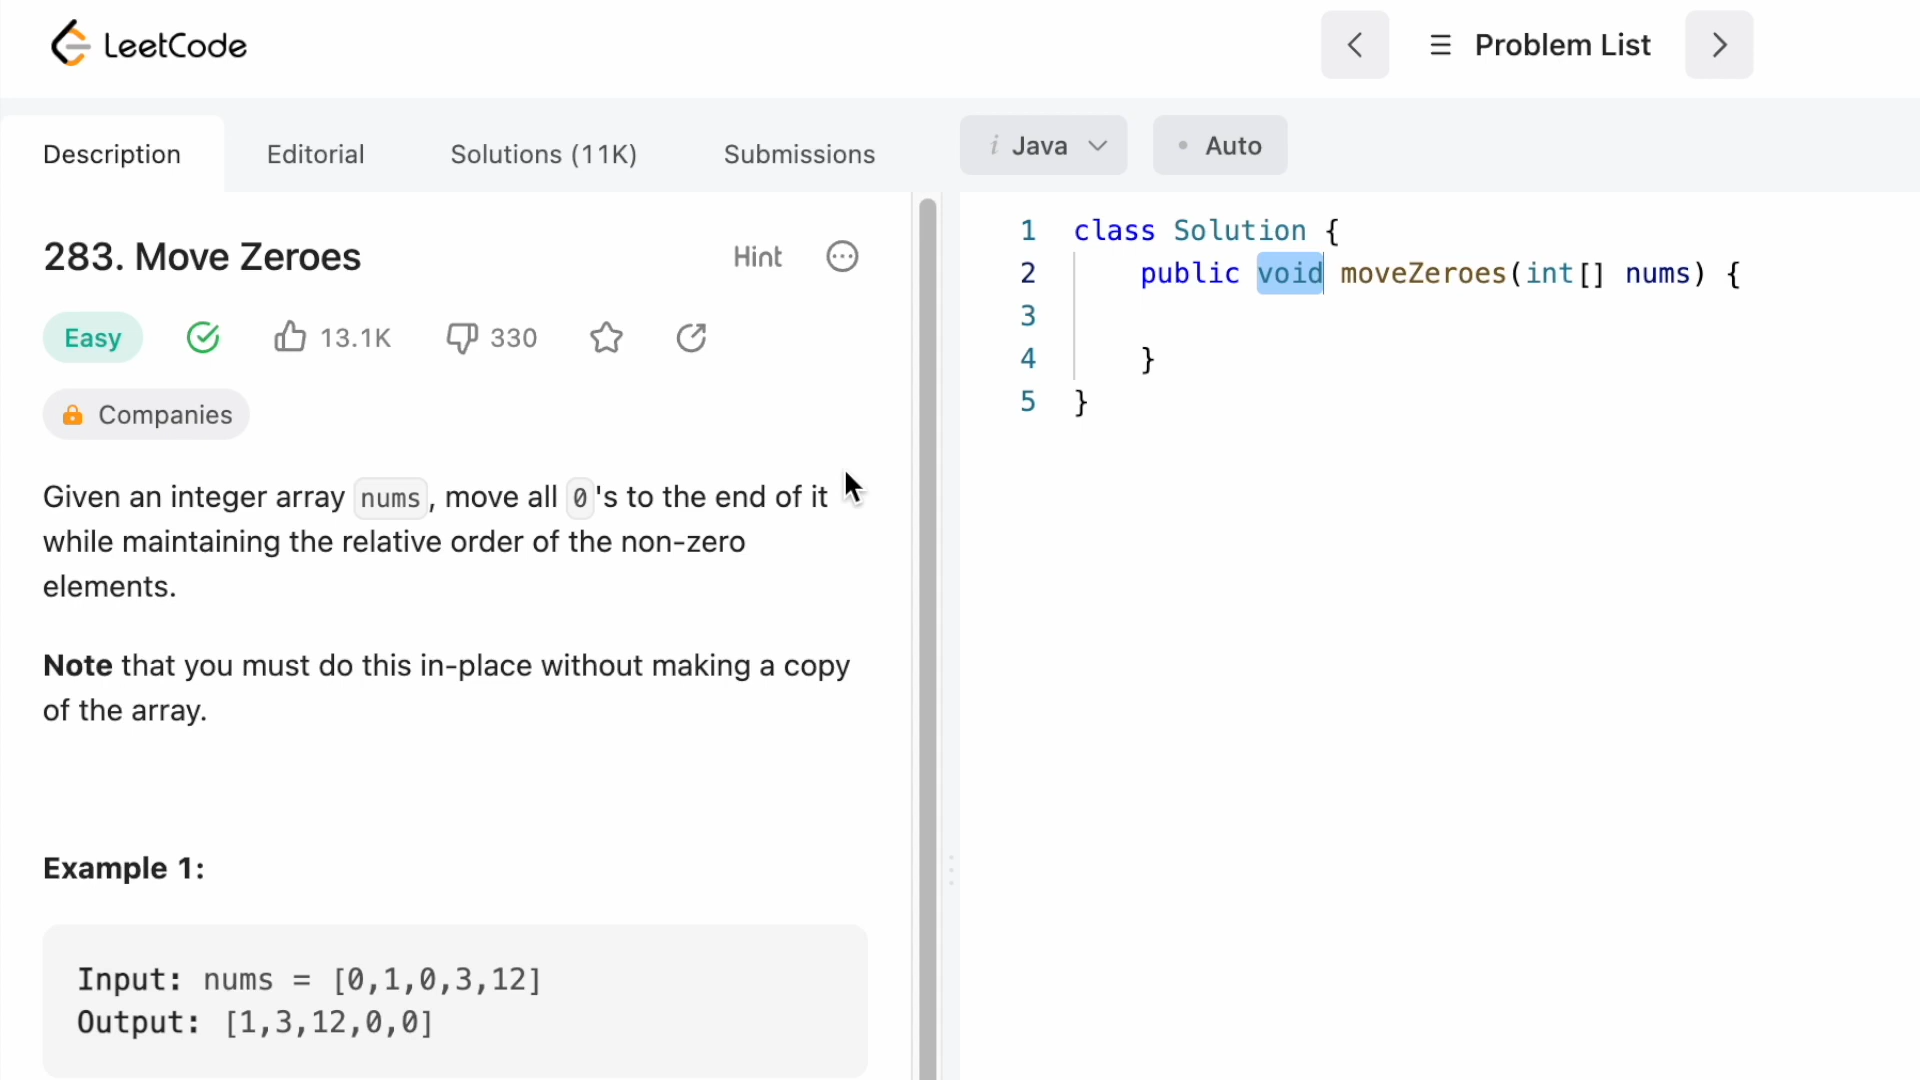 LeetCode
Problem List
Description Editorial Solutions (11K) Submissions
i Java • Auto
283. Move Zeroes Hint
Easy 13.1K 330
Companies
Given an integer array nums, move all 0's to the end of it
while maintaining the relative order of the non-zero
elements.
Note that you must do this in-place without making a copy
of the array.
Example 1:
Input: nums = [0,1,0,3,12]
Output: [1,3,12,0,0]
1 class Solution {
2     public void moveZeroes(int[] nums) {
3
4     }
5 }